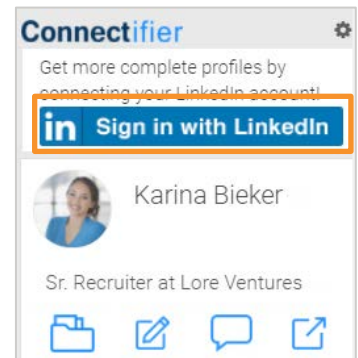 Connectifier
Get more complete profiles by
connecting your LinkedIn account!
in Sign in with LinkedIn
Karina Bieker
Sr. Recruiter at Lore Ventures